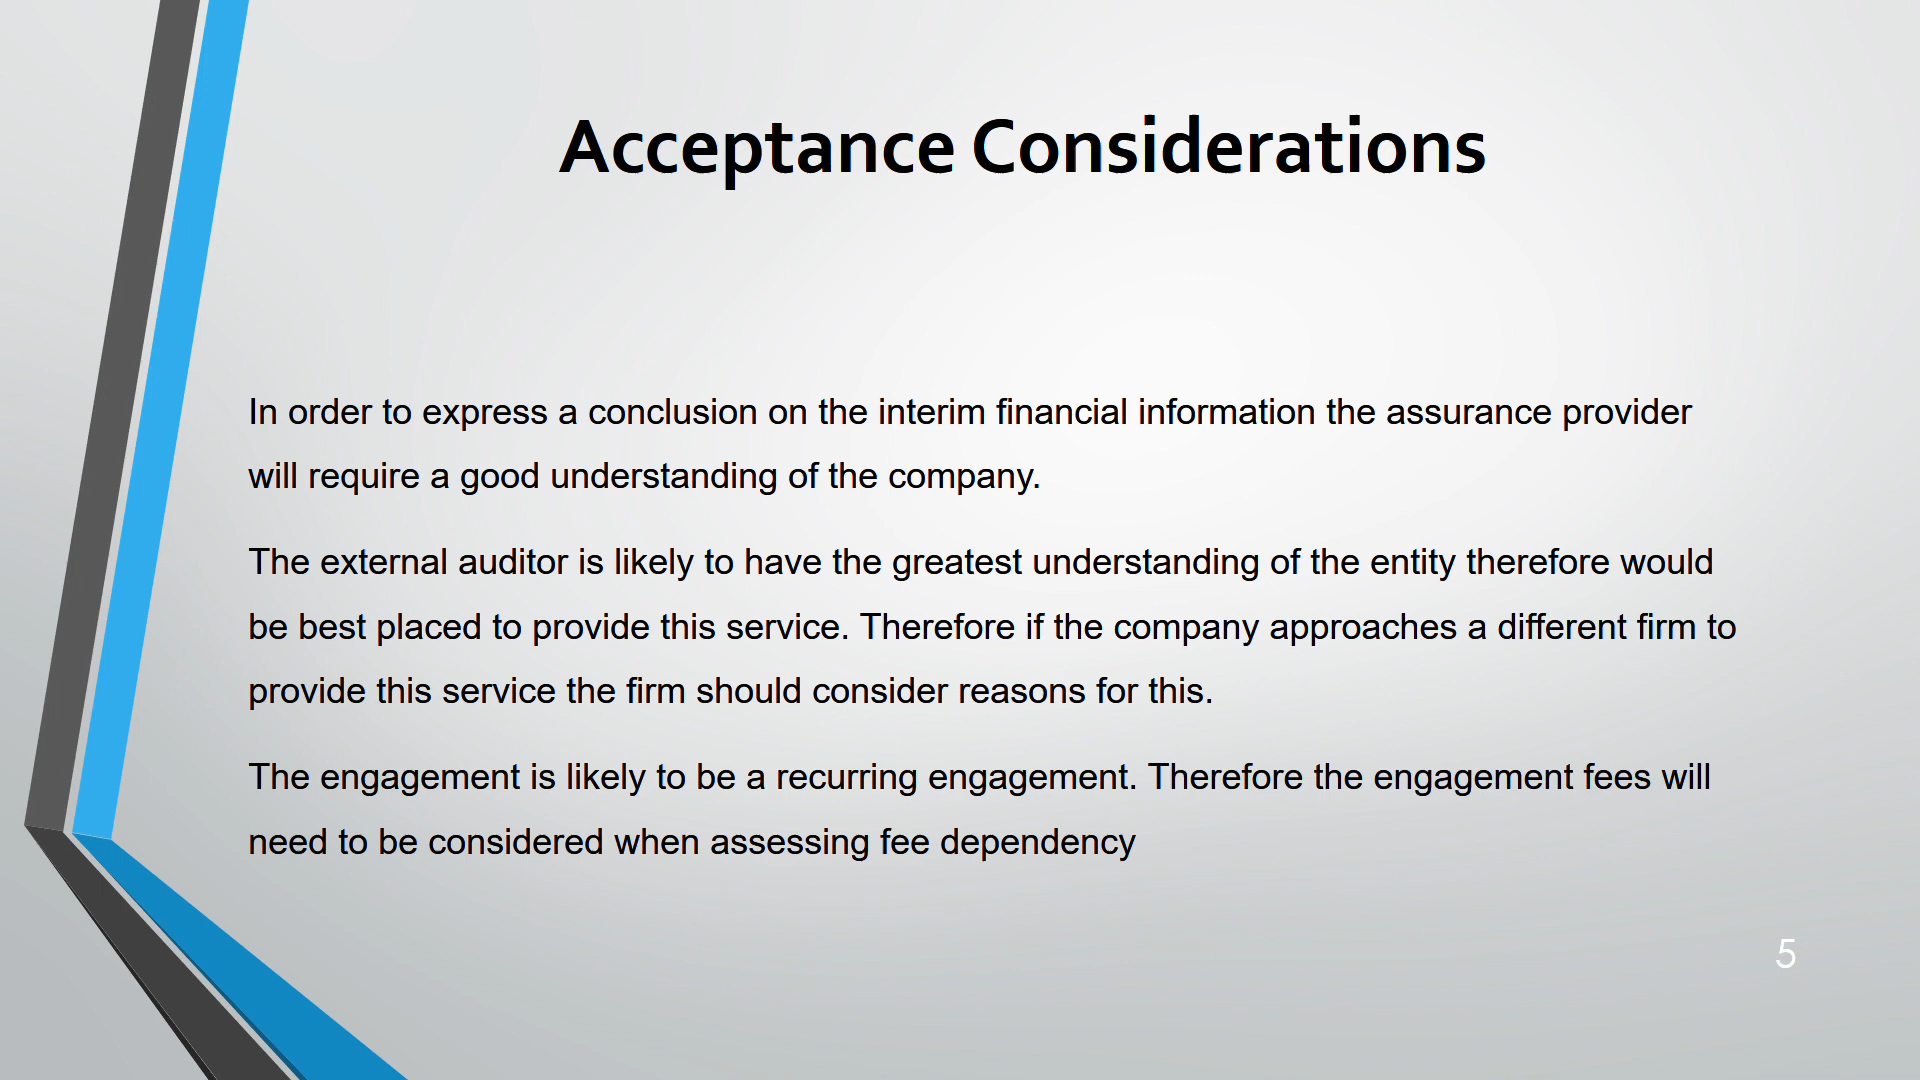 Acceptance Considerations
In order to express a conclusion on the interim financial information the assurance provider
will require a good understanding of the company.
The external auditor is likely to have the greatest understanding of the entity therefore would
be best placed to provide this service. Therefore if the company approaches a different firm to
provide this service the firm should consider reasons for this.
The engagement is likely to be a recurring engagement. Therefore the engagement fees will
need to be considered when assessing fee dependency
5